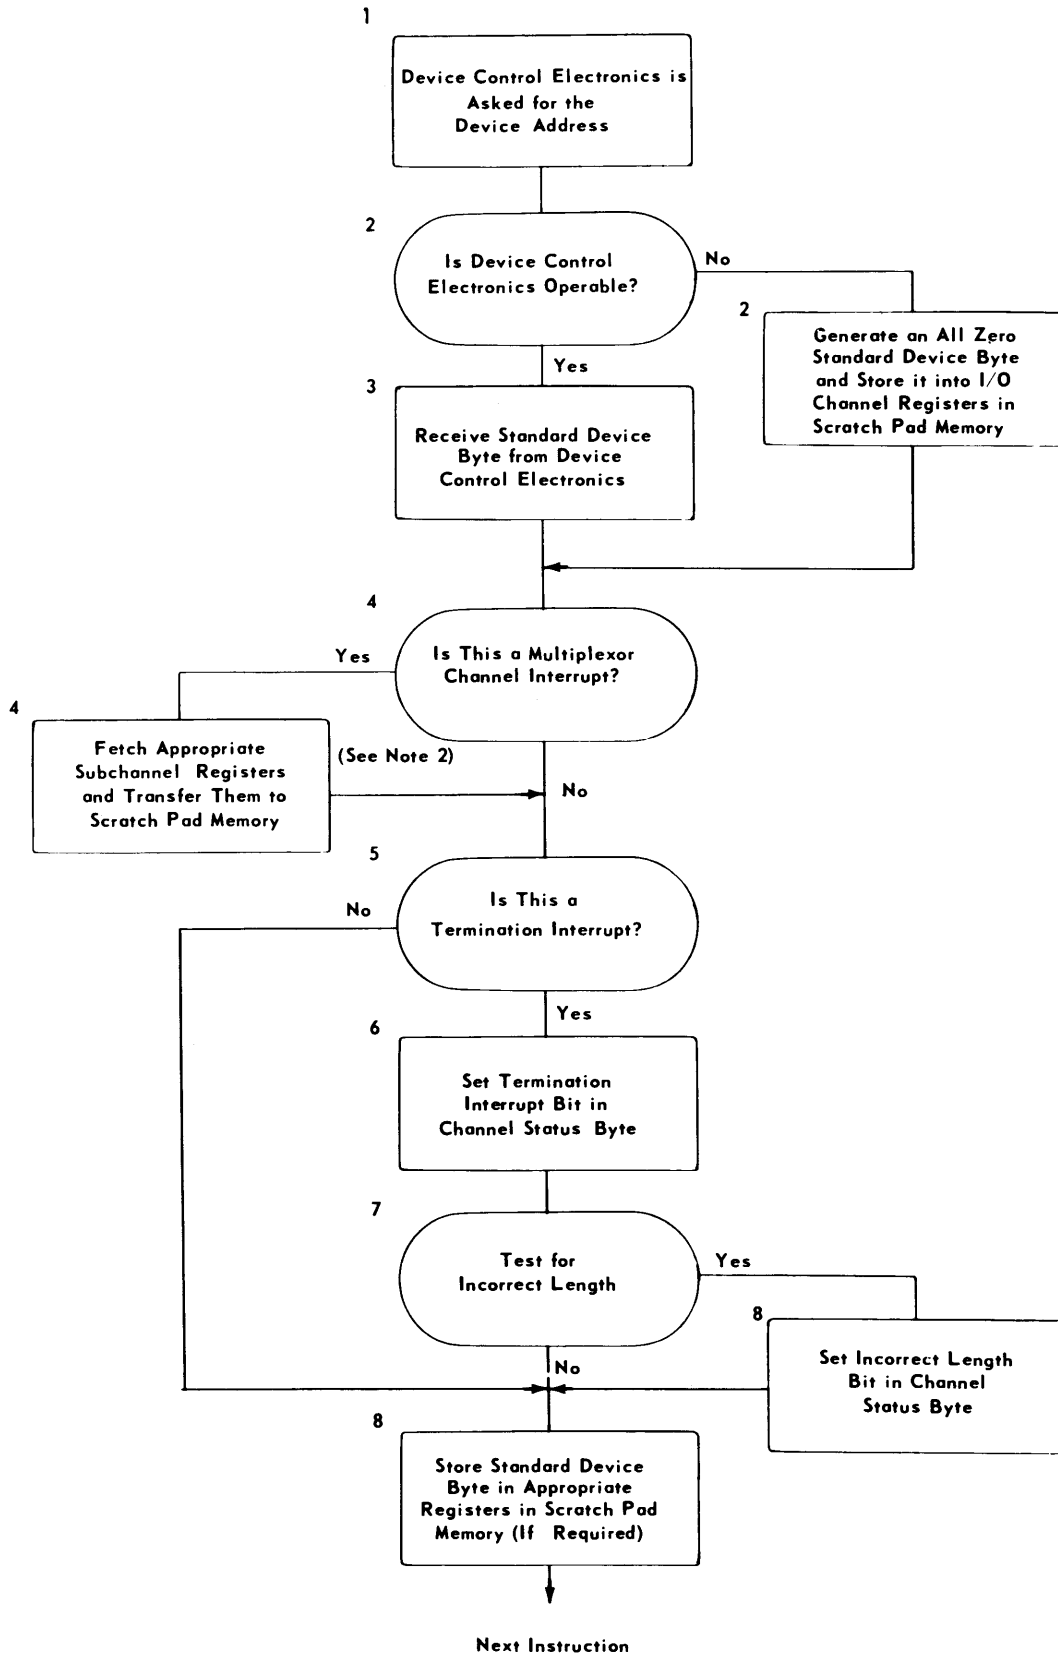 1
Device Control Electronics is
Asked for the
Device Address
2
Is Device Control
Electronics Operable?
No
2
Generate an All Zero
Standard Device Byte
and Store it into I/O
Channel Registers in
Scratch Pad Memory
Yes
3
Receive Standard Device
Byte from Device
Control Electronics
4
Is This a Multiplexor
Channel Interrupt?
Yes
4
Fetch Appropriate
Subchannel Registers
and Transfer Them to
Scratch Pad Memory
(See Note 2)
No
5
Is This a
Termination Interrupt?
No
Yes
6
Set Termination
Interrupt Bit in
Channel Status Byte
7
Test for
Incorrect Length
Yes
8
Set Incorrect Length
Bit in Channel
Status Byte
No
8
Store Standard Device
Byte in Appropriate
Registers in Scratch Pad
Memory (If Required)
Next Instruction